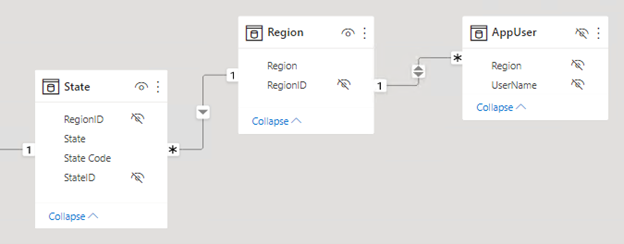 State
RegionID
State
State Code
StateID
Collapse
1
*
1
Region
Region
RegionID
Collapse
1
*
AppUser
Region
UserName
Collapse